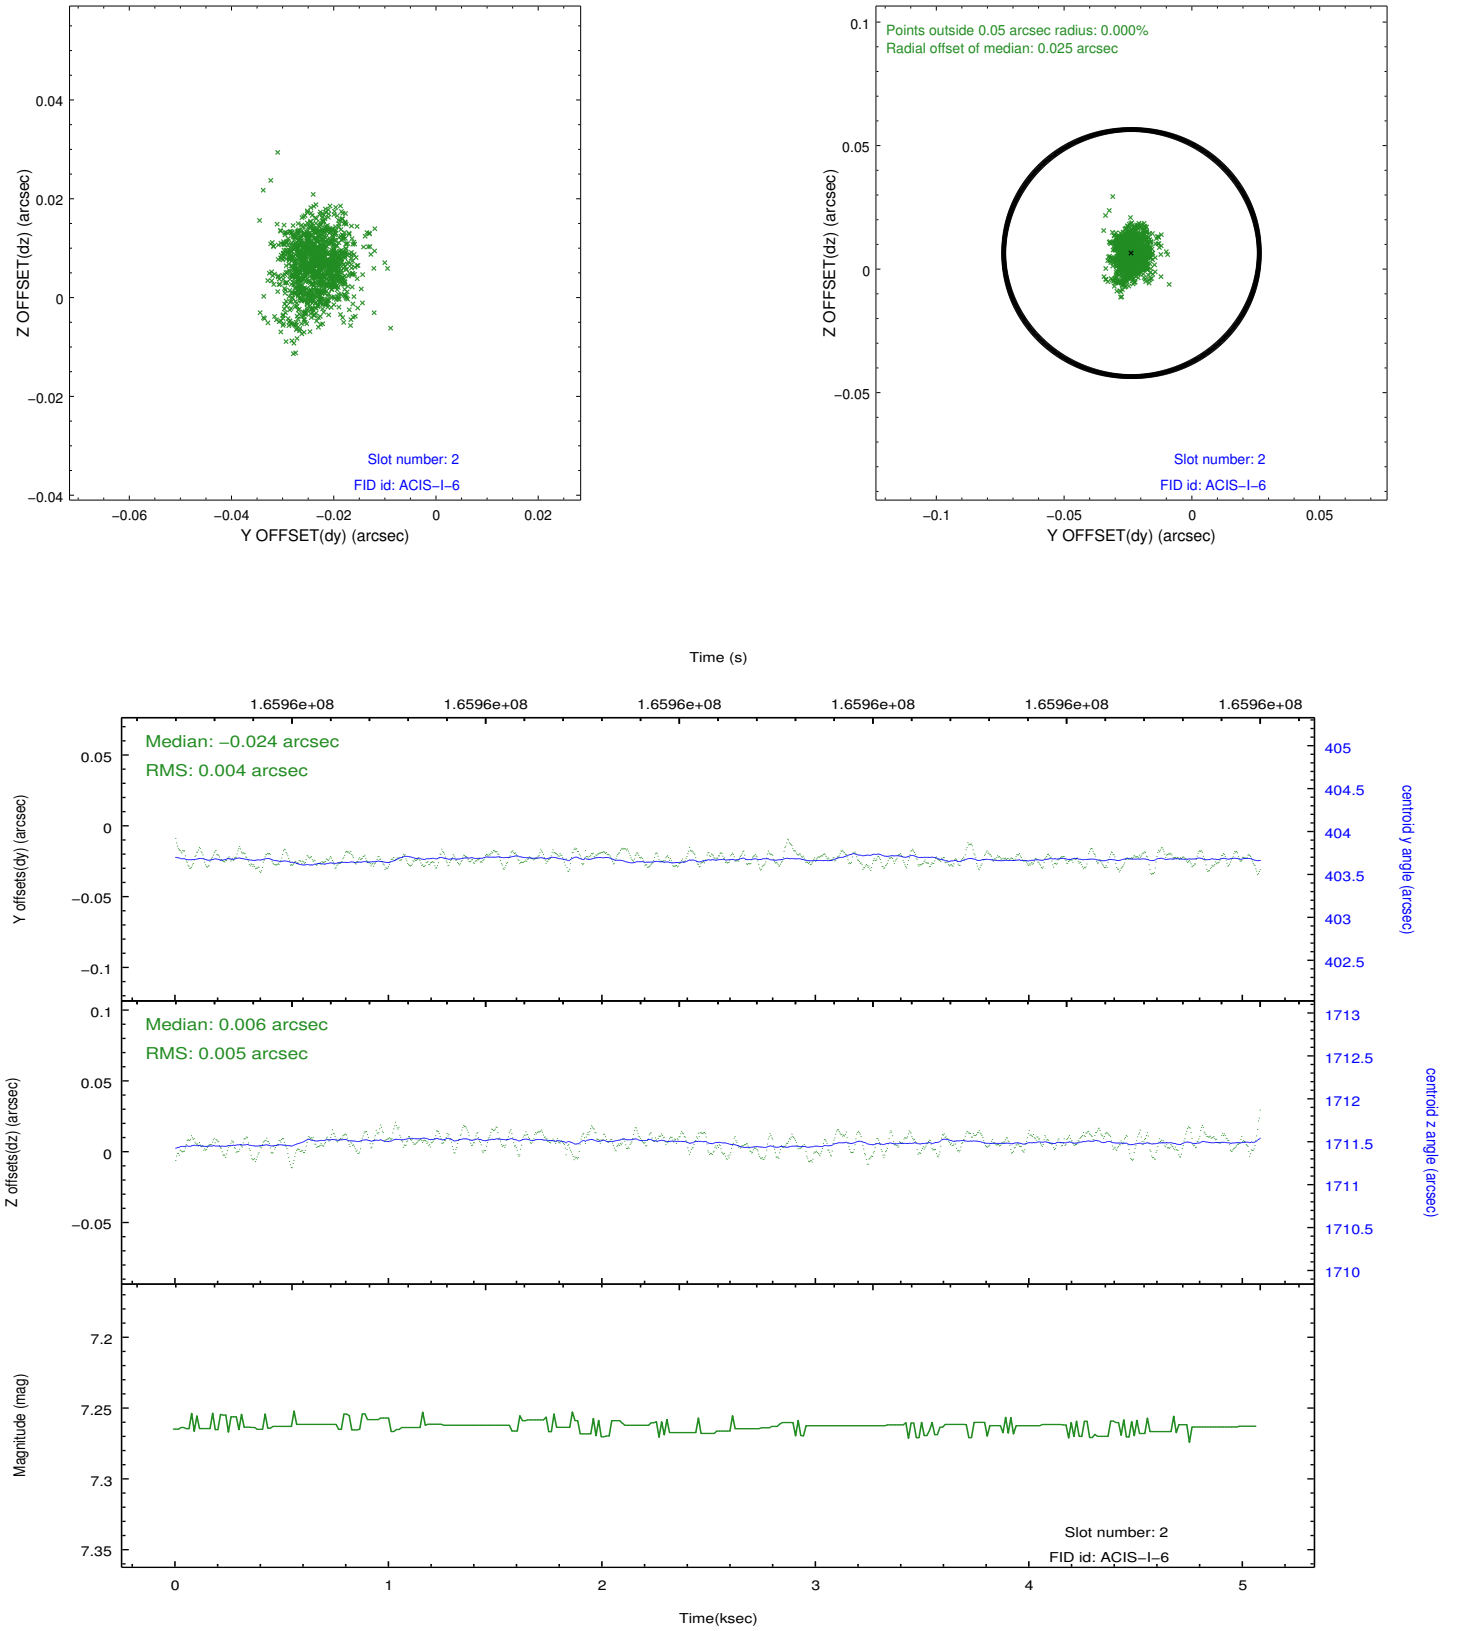 0.04
0.02
0
−0.02
−0.04
Z OFFSET(dz) (arcsec)
Slot number: 2
FID id: ACIS−I−6
−0.06
−0.04
−0.02
0
0.02
Y OFFSET(dy) (arcsec)
Points outside 0.05 arcsec radius: 0.000%
Radial offset of median: 0.025 arcsec
0.1
0.05
0
−0.05
Z OFFSET(dz) (arcsec)
Slot number: 2
FID id: ACIS−I−6
−0.1
−0.05
0
0.05
Y OFFSET(dy) (arcsec)
Time (s)
1.6596e+08
1.6596e+08
1.6596e+08
1.6596e+08
1.6596e+08
1.6596e+08
Median: −0.024 arcsec
RMS: 0.004 arcsec
0.05
0
−0.05
−0.1
Y offsets(dy) (arcsec)
405
404.5
404
403.5
403
402.5
centroid y angle (arcsec)
Median: 0.006 arcsec
RMS: 0.005 arcsec
0.1
0.05
0
−0.05
Z offsets(dz) (arcsec)
1713
1712.5
1712
1711.5
1711
1710.5
1710
centroid z angle (arcsec)
7.2
7.25
7.3
7.35
Magnitude (mag)
Slot number: 2
FID id: ACIS−I−6
0
1
2
3
4
5
Time(ksec)